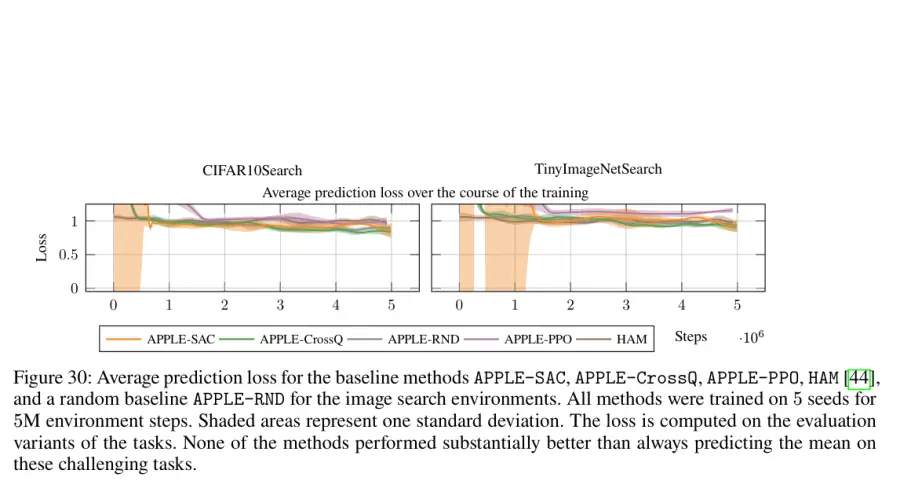 CIFAR10Search
TinyImageNetSearch
Average prediction loss over the course of the training
Loss
1
0.5
0
0 1 2 3 4 5
0 1 2 3 4 5
APPLE-SAC APPLE-CrossQ APPLE-RND APPLE-PPO HAM
Steps ·10⁶
Figure 30: Average prediction loss for the baseline methods APPLE-SAC, APPLE-CrossQ, APPLE-PPO, HAM [44],
and a random baseline APPLE-RND for the image search environments. All methods were trained on 5 seeds for
5M environment steps. Shaded areas represent one standard deviation. The loss is computed on the evaluation
variants of the tasks. None of the methods performed substantially better than always predicting the mean on
these challenging tasks.